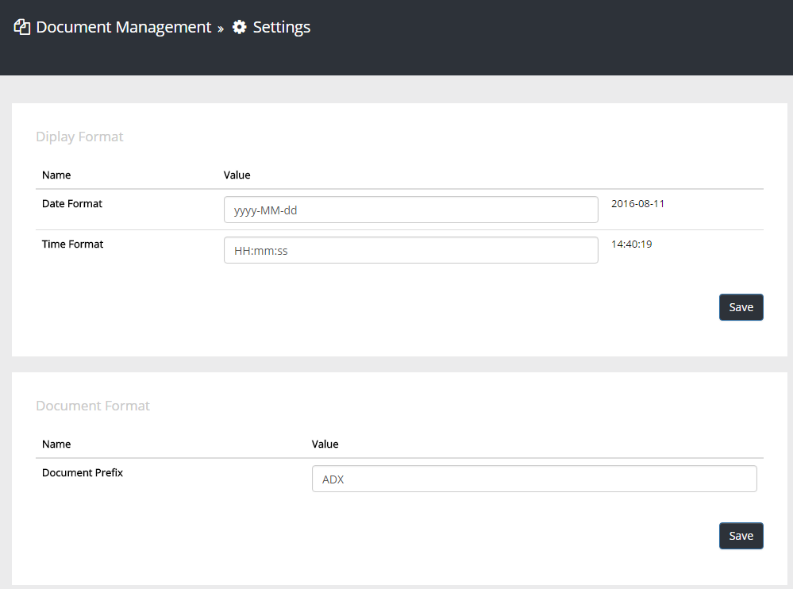 Document Management » Settings
Diplay Format
Name Value
Date Format yyyy-MM-dd 2016-08-11
Time Format HH:mm:ss 14:40:19
Save
Document Format
Name Value
Document Prefix ADX
Save